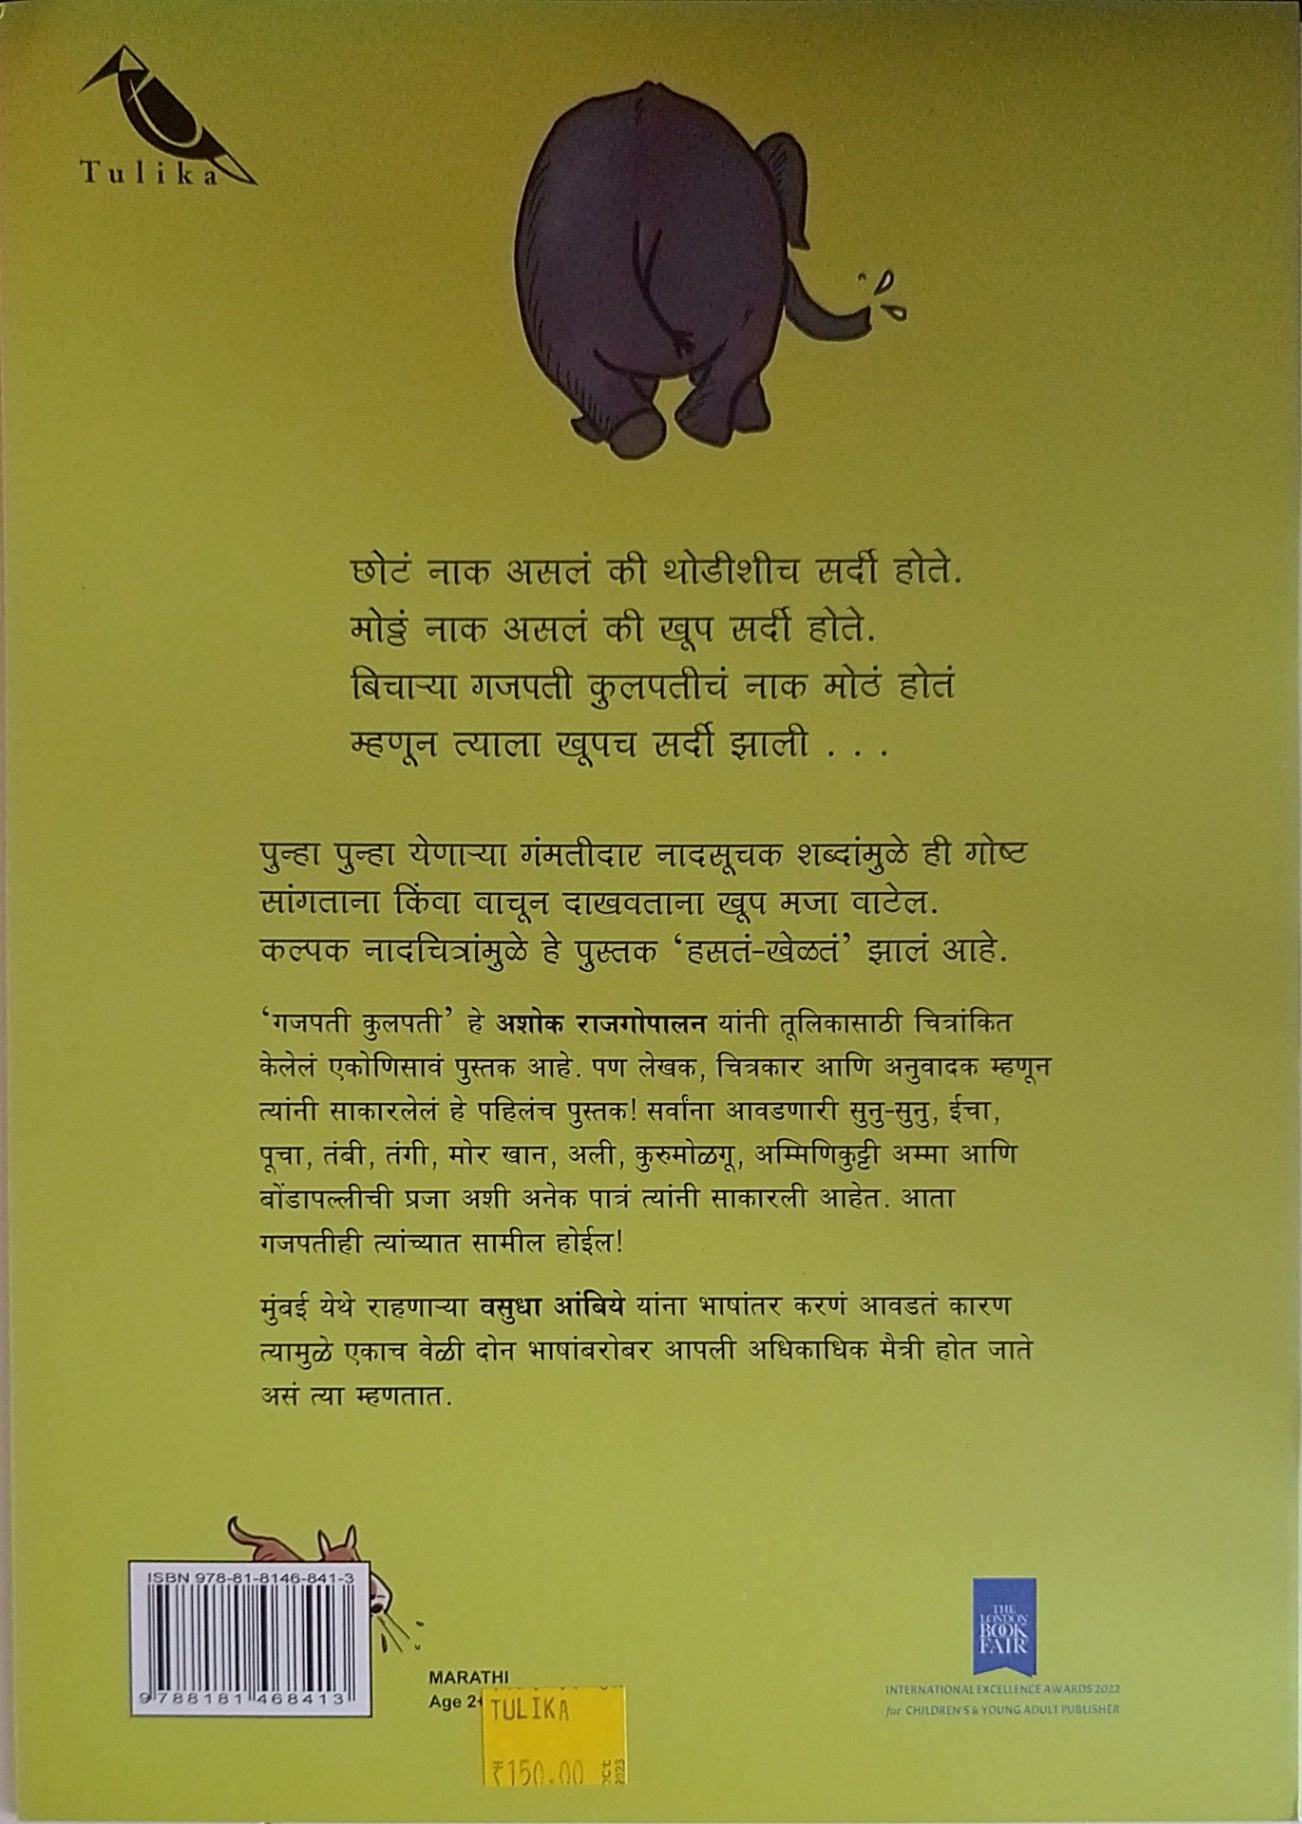 Tulika
छोटं नाक असलं की थोडीशीच सर्दी होते.
मोठ्ठं नाक असलं की खूप सर्दी होते.
बिचाऱ्या गजपती कुलपतीचं नाक मोठं होतं
म्हणून त्याला खूपच सर्दी झाली . . .
पुन्हा पुन्हा येणाऱ्या गंमतीदार नादसूचक शब्दांमुळे ही गोष्ट
सांगताना किंवा वाचून दाखवताना खूप मजा वाटेल.
कल्पक नादचित्रांमुळे हे पुस्तक ‘हसतं-खेळतं’ झालं आहे.
‘गजपती कुलपती’ हे अशोक राजगोपालन यांनी तूलिकासाठी चित्रांकित
केलेलं एकोणिसावं पुस्तक आहे. पण लेखक, चित्रकार आणि अनुवादक म्हणून
त्यांनी साकारलेलं हे पहिलंच पुस्तक! सर्वांना आवडणारी सुनु-सुनु, ईचा,
पूचा, तंबी, तंगी, मोर खान, अली, कुरुमोळगू, अम्मिणिकुट्टी अम्मा आणि
बोंडापल्लीची प्रजा अशी अनेक पात्रं त्यांनी साकारली आहेत. आता
गजपतीही त्यांच्यात सामील होईल!
मुंबई येथे राहणाऱ्या वसुधा आंबिये यांना भाषांतर करणं आवडतं कारण
त्यामुळे एकाच वेळी दोन भाषांबरोबर आपली अधिकाधिक मैत्री होत जाते
असं त्या म्हणतात.
ISBN 978-81-8146-841-3
9 788181 468413
MARATHI
Age 2+
TULIKA
₹150.00
OCT
2023
THE
LONDON
BOOK
FAIR
INTERNATIONAL EXCELLENCE AWARDS 2022
for CHILDREN'S & YOUNG ADULT PUBLISHER